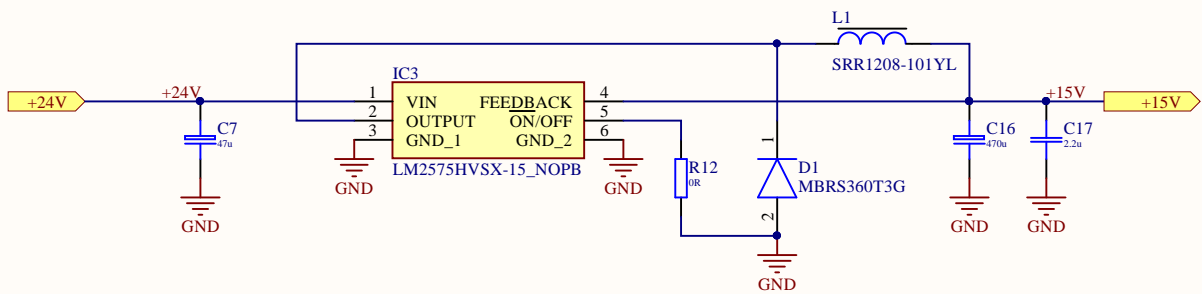 L1
SRR1208-101YL
IC3
+24V
+24V
1
VIN
FEEDBACK
4
+15V
+15V
2
OUTPUT
ON/OFF
5
3
GND_1
GND_2
6
C7
47u
C16
470u
C17
2.2u
1
GND
LM2575HVSX-15_NOPB
GND
R12
0R
D1
MBRS360T3G
GND
2
GND
GND
GND